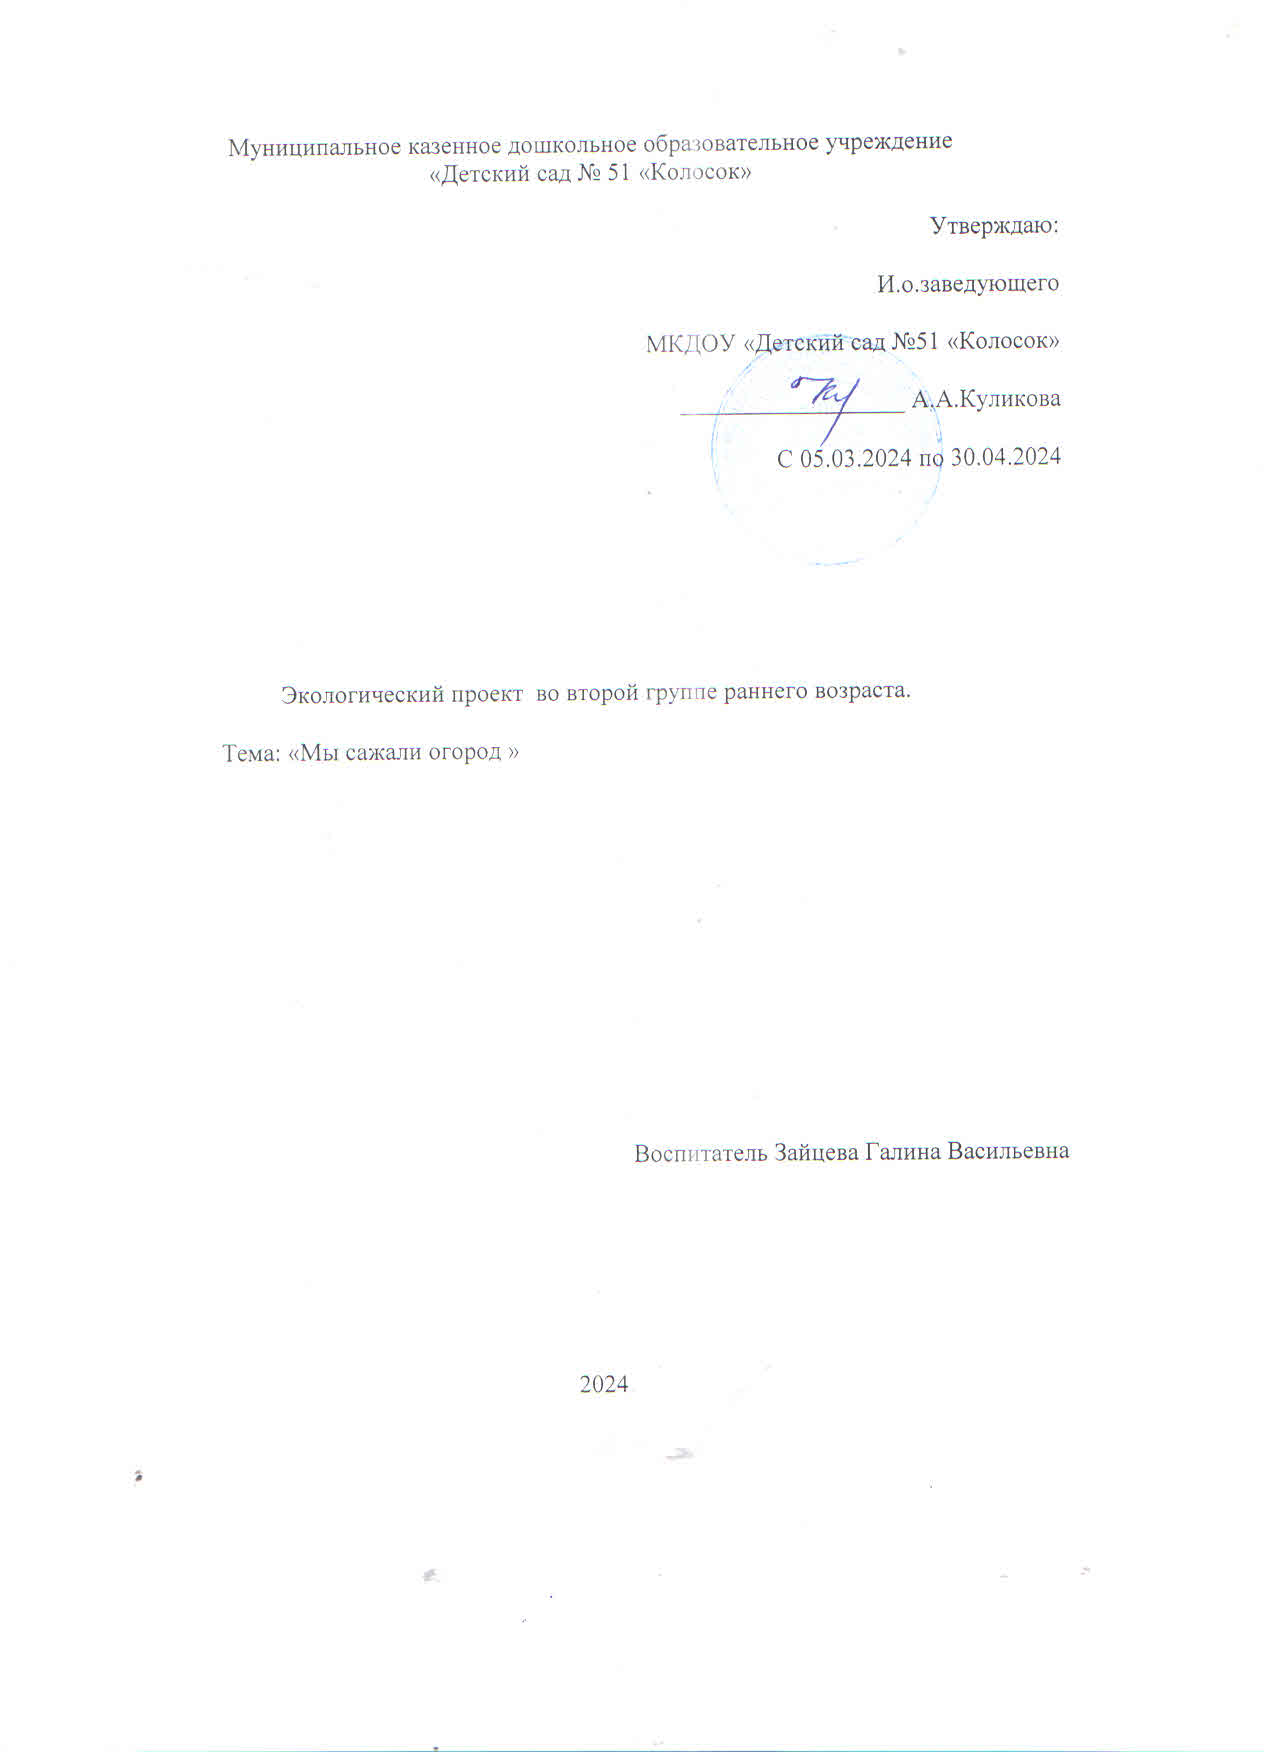 Муниципальное казенное дошкольное образовательное учреждение
«Детский сад № 51 «Колосок»
Утверждаю:
И.о.заведующего
МКДОУ «Детский сад №51 «Колосок»
А.А.Куликова
С 05.03.2024 по 30.04.2024
Экологический проект во второй группе раннего возраста.
Тема: «Мы сажали огород »
Воспитатель Зайцева Галина Васильевна
2024